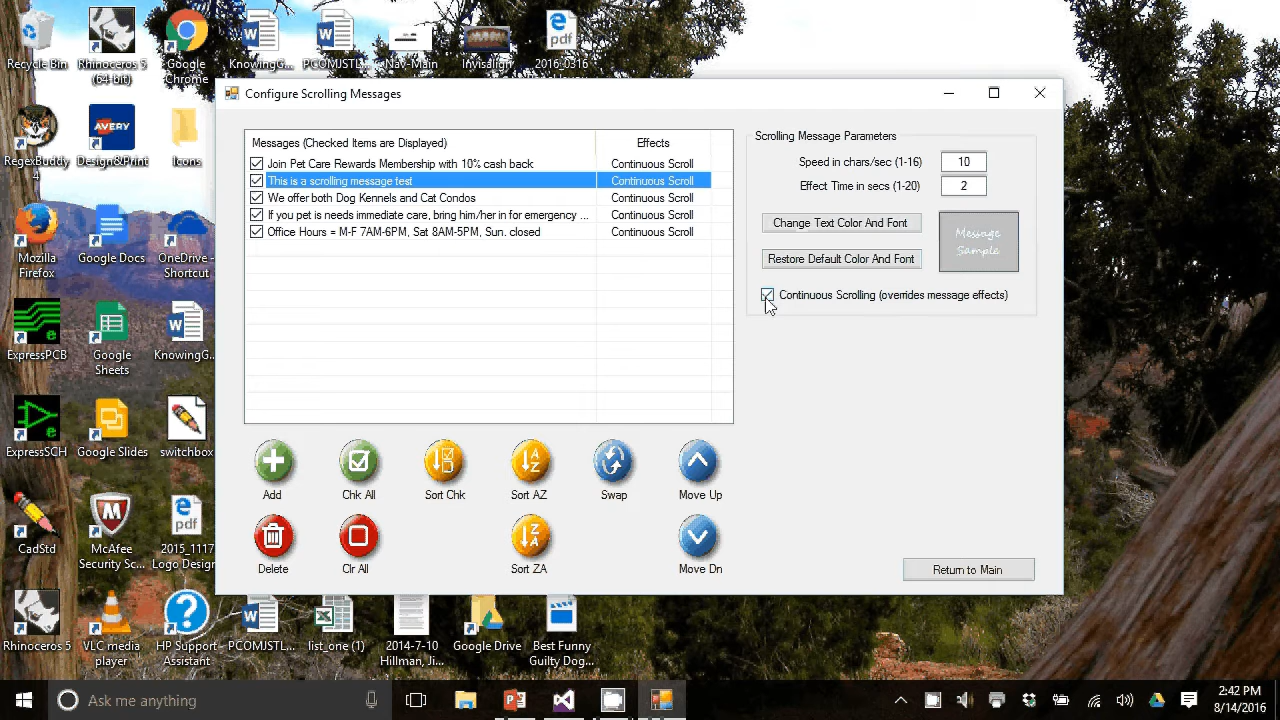 Recycle Bin
Rhinoceros 5
(64-bit)
Google
Chrome
KnowingG...
PCOMJSTL...
Nav-Main
Invisalign
2016-0316
RegexBuddy
4
AVERY
Design&Print
Icons
Mozilla
Firefox
Google Docs
OneDrive -
Shortcut
ExpressPCB
Google
Sheets
KnowingG...
ExpressSCH
Google Slides
switchbox
CadStd
McAfee
Security Sc...
2015_1117
Logo Design
Rhinoceros 5
VLC media
player
HP Support
Assistant
PCOMJSTL...
list_one (1)
2014-7-10
Hillman, Ji...
Google Drive
Best Funny
Guilty Dog...
Configure Scrolling Messages
Messages (Checked Items are Displayed) Effects
Join Pet Care Rewards Membership with 10% cash back Continuous Scroll
This is a scrolling message test Continuous Scroll
We offer both Dog Kennels and Cat Condos Continuous Scroll
If you pet is needs immediate care, bring him/her in for emergency ... Continuous Scroll
Office Hours = M-F 7AM-6PM, Sat 8AM-5PM, Sun. closed Continuous Scroll
Scrolling Message Parameters
Speed in chars/sec (1-16) 10
Effect Time in secs (1-20) 2
Change Text Color And Font
Restore Default Color And Font
Message
Sample
Continuous Scrolling (overrides message effects)
Add
Chk All
Sort Chk
Sort AZ
Swap
Move Up
Delete
Clr All
Sort ZA
Move Dn
Return to Main
Ask me anything
2:42 PM
8/14/2016